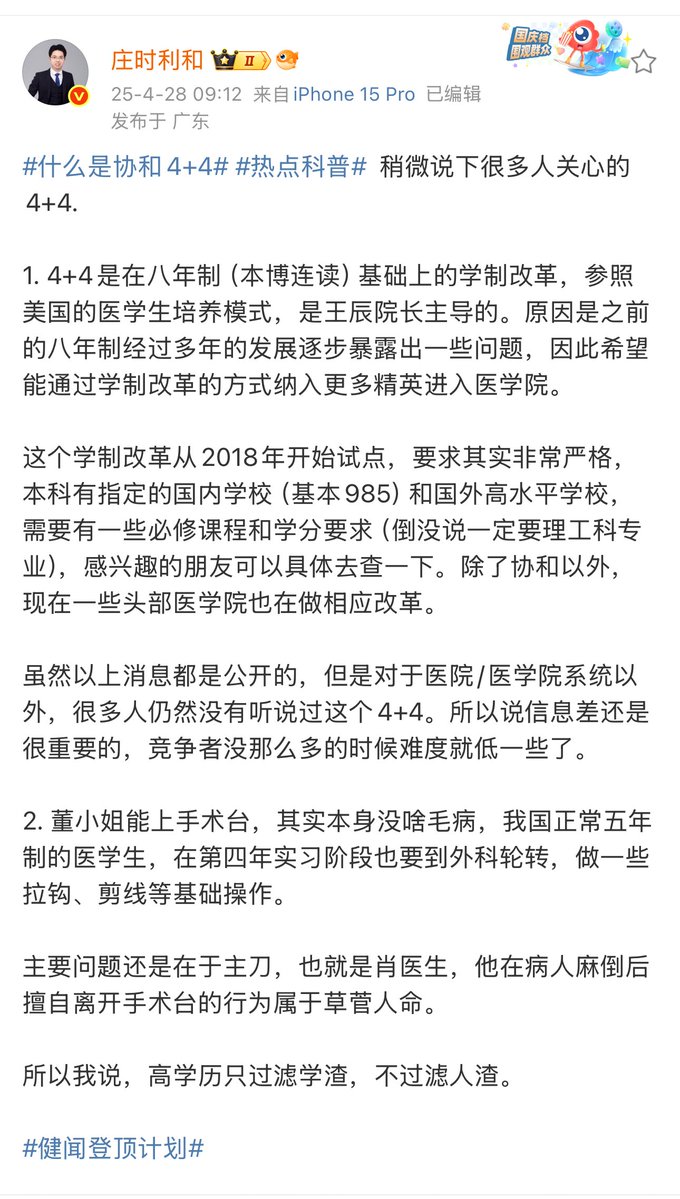 庄时利和 II
国庆档
围观群众
25-4-28 09:12 来自 iPhone 15 Pro 已编辑
发布于 广东
#什么是协和4+4# #热点科普# 稍微说下很多人关心的
4+4.
1. 4+4是在八年制（本博连读）基础上的学制改革，参照
美国的医学生培养模式，是王辰院长主导的。原因是之前
的八年制经过多年的发展逐步暴露出一些问题，因此希望
能通过学制改革的方式纳入更多精英进入医学院。
这个学制改革从2018年开始试点，要求其实非常严格，
本科有指定的国内学校（基本985）和国外高水平学校，
需要有一些必修课程和学分要求（倒没说一定要理工科专
业），感兴趣的朋友可以具体去查一下。除了协和以外，
现在一些头部医学院也在做相应改革。
虽然以上消息都是公开的，但是对于医院/医学院系统以
外，很多人仍然没有听说过这个4+4。所以说信息差还是
很重要的，竞争者没那么多的时候难度就低一些了。
2. 董小姐能上手术台，其实本身没啥毛病，我国正常五年
制的医学生，在第四年实习阶段也要到外科轮转，做一些
拉钩、剪线等基础操作。
主要问题还是在于主刀，也就是肖医生，他在病人麻倒后
擅自离开手术台的行为属于草菅人命。
所以我说，高学历只过滤学渣，不过滤人渣。
#健闻登顶计划#